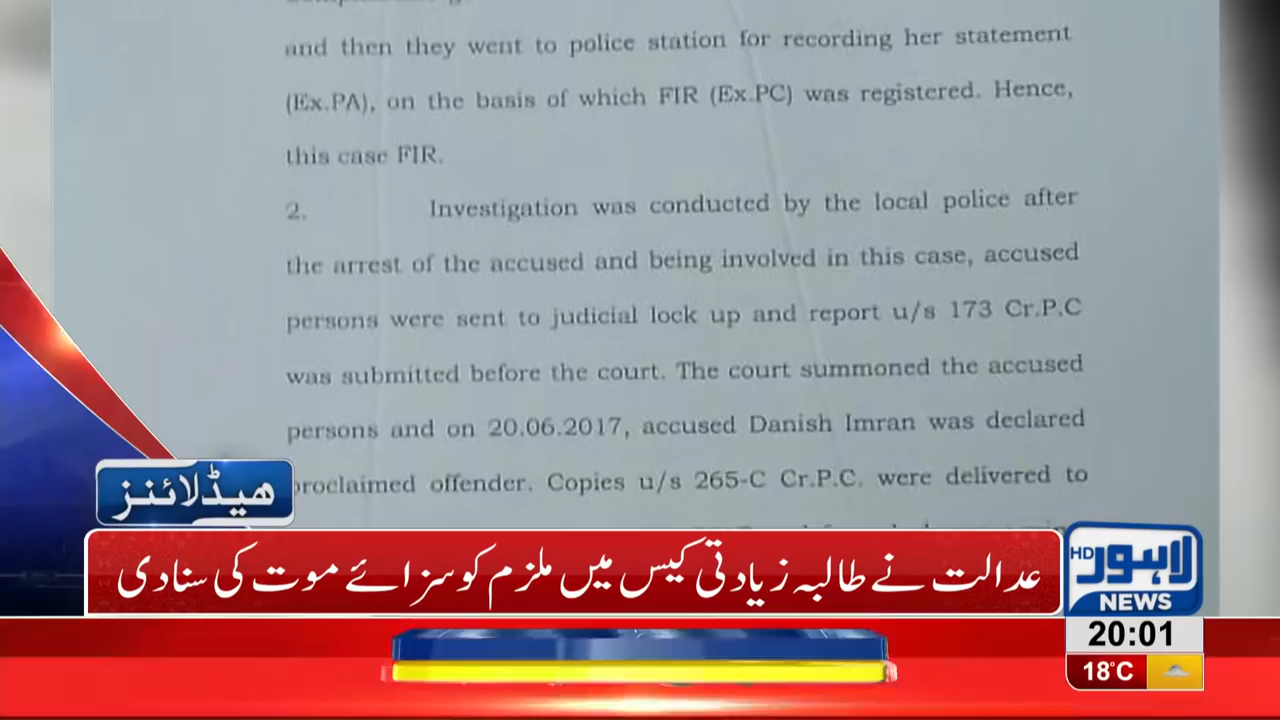 and then they went to police station for recording her statement
(Ex.PA), on the basis of which FIR (Ex.PC) was registered. Hence,
this case FIR.
2. Investigation was conducted by the local police after
the arrest of the accused and being involved in this case, accused
persons were sent to judicial lock up and report u/s 173 Cr.P.C
was submitted before the court. The court summoned the accused
persons and on 20.06.2017, accused Danish Imran was declared
proclaimed offender. Copies u/s 265-C Cr.P.C. were delivered to
ھیڈلائنز
عدالت نے طالبہ زیادتی کیس میں ملزم کو سزائے موت کی سنا دی
لاہور HD
NEWS
20:01
18°C